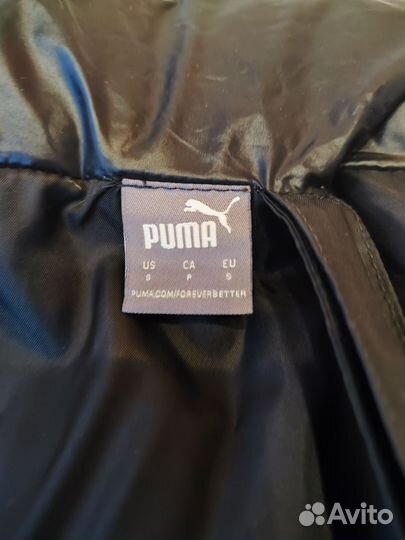 PUMA
US CA EU
S P S
PUMA.COM/FOREVERBETTER
Avito